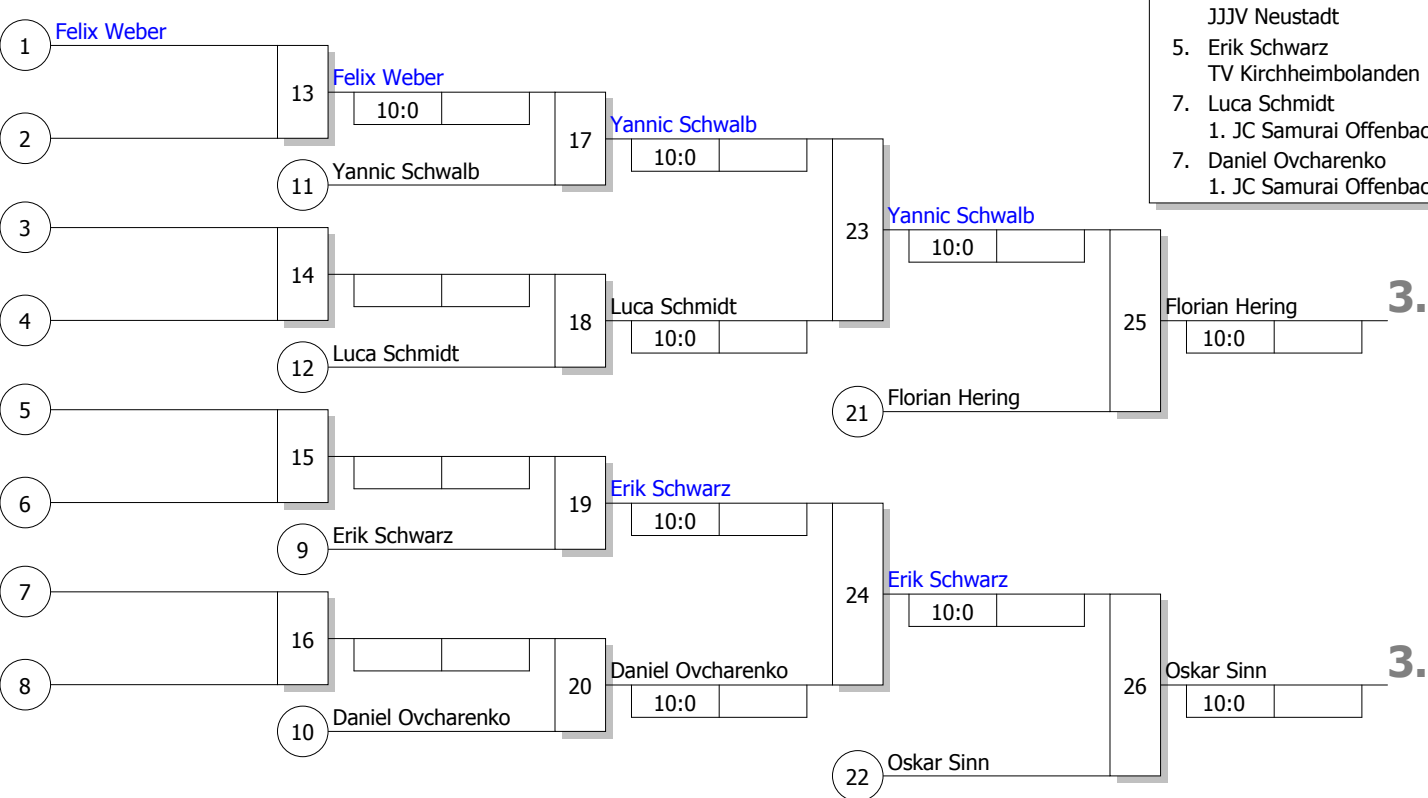 JJJV Neustadt
5. Erik Schwarz
TV Kirchheimbolanden
7. Luca Schmidt
1. JC Samurai Offenbac
7. Daniel Ovcharenko
1. JC Samurai Offenbac
1
Felix Weber
2
13
Felix Weber
10:0
11
Yannic Schwalb
17
Yannic Schwalb
10:0
3
4
14
12
Luca Schmidt
18
Luca Schmidt
10:0
23
Yannic Schwalb
10:0
21
Florian Hering
25
Florian Hering
10:0
3.
5
6
15
9
Erik Schwarz
19
Erik Schwarz
10:0
7
8
16
10
Daniel Ovcharenko
20
Daniel Ovcharenko
10:0
24
Erik Schwarz
10:0
22
Oskar Sinn
26
Oskar Sinn
10:0
3.